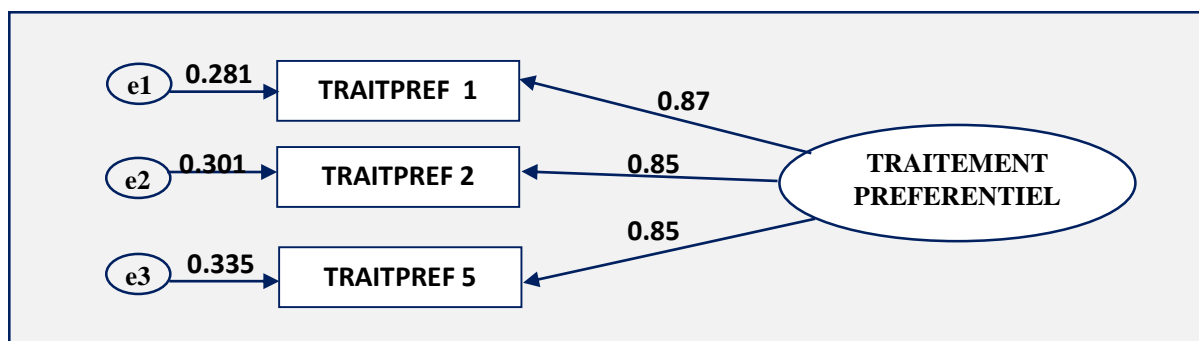 e1
0.281
TRAITPREF 1
0.87
e2
0.301
TRAITPREF 2
0.85
TRAITEMENT
PREFERENTIEL
e3
0.335
TRAITPREF 5
0.85